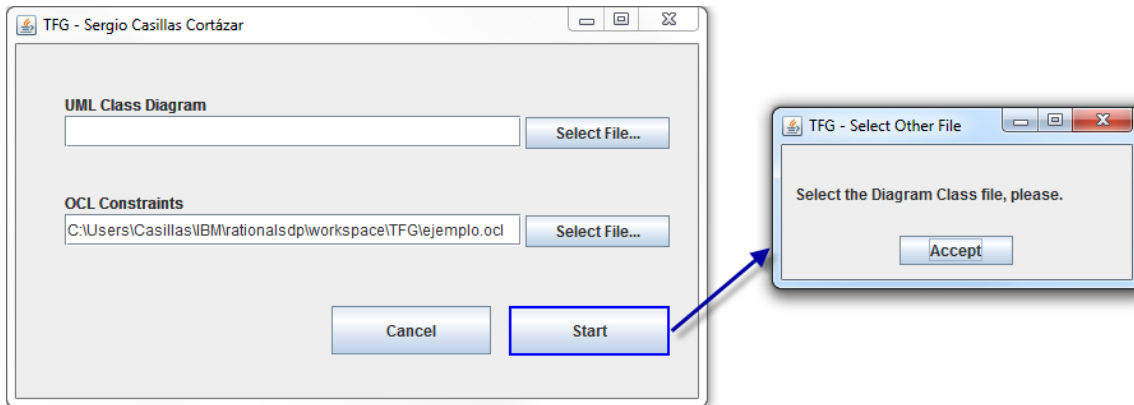 TFG - Sergio Casillas Cortázar
UML Class Diagram
Select File...
OCL Constraints
C:\Users\Casillas\IBM\rationalsdp\workspace\TFG\ejemplo.ocl
Select File...
Cancel
Start
TFG - Select Other File
Select the Diagram Class file, please.
Accept